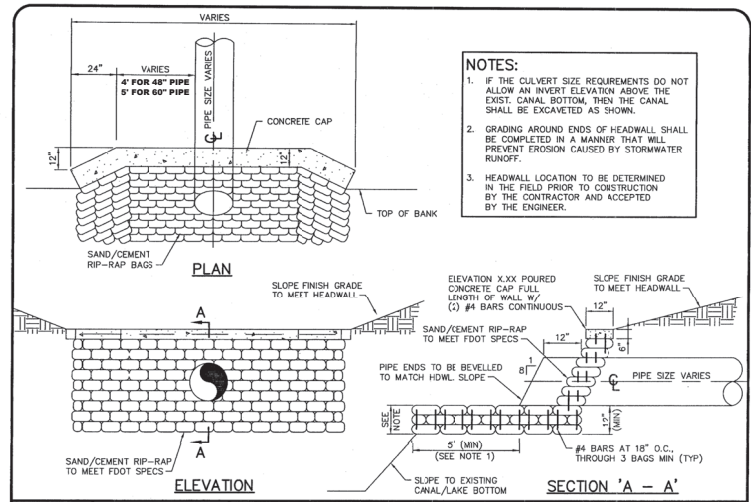 VARIES
24"
VARIES
4' FOR 48" PIPE
5' FOR 60" PIPE
PIPE SIZE VARIES
CONCRETE CAP
12"
12"
TOP OF BANK
SAND/CEMENT
RIP-RAP BAGS
PLAN
NOTES:
1. IF THE CULVERT SIZE REQUIREMENTS DO NOT
ALLOW AN INVERT ELEVATION ABOVE THE
EXIST. CANAL BOTTOM, THEN THE CANAL
SHALL BE EXCAVETED AS SHOWN.
2. GRADING AROUND ENDS OF HEADWALL SHALL
BE COMPLETED IN A MANNER THAT WILL
PREVENT EROSION CAUSED BY STORMWATER
RUNOFF.
3. HEADWALL LOCATION TO BE DETERMINED
IN THE FIELD PRIOR TO CONSTRUCTION
BY THE CONTRACTOR AND ACCEPTED
BY THE ENGINEER.
SLOPE FINISH GRADE
TO MEET HEADWALL
A
A
SAND/CEMENT RIP-RAP
TO MEET FDOT SPECS
ELEVATION
ELEVATION X.XX POURED
CONCRETE CAP FULL
LENGTH OF WALL W/
#4 BARS CONTINUOUS
SLOPE FINISH GRADE
TO MEET HEADWALL
12"
SAND/CEMENT RIP-RAP
TO MEET FDOT SPECS
12"
6"
1
8
PIPE ENDS TO BE BEVELLED
TO MATCH HDWL. SLOPE
PIPE SIZE VARIES
SEE
NOTE
12"
(MIN)
5' (MIN)
(SEE NOTE 1)
#4 BARS AT 18" O.C.,
THROUGH 3 BAGS MIN (TYP)
SLOPE TO EXISTING
CANAL/LAKE BOTTOM
SECTION 'A - A'